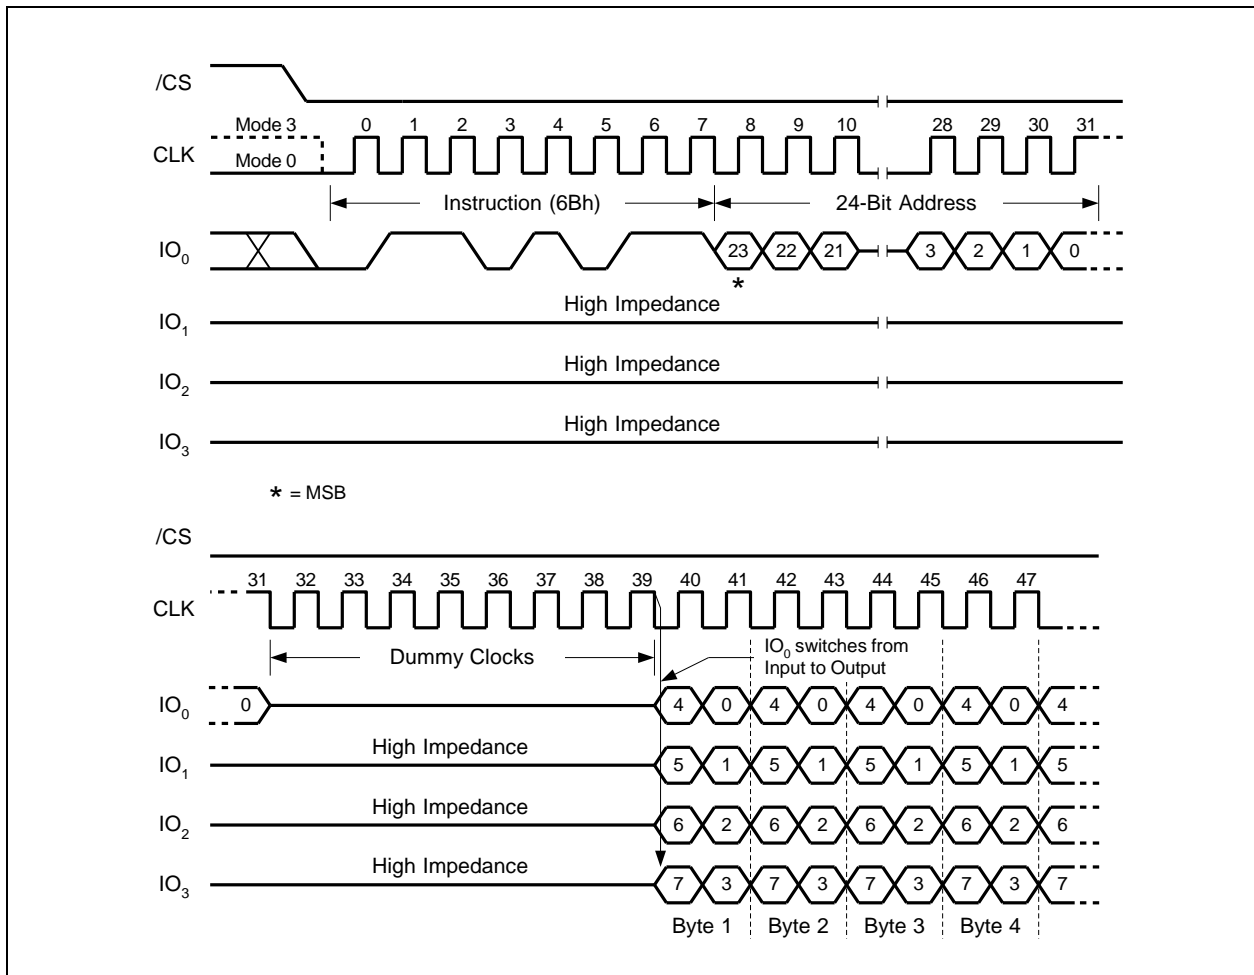 /CS
Mode 3 0 1 2 3 4 5 6 7 8 9 10 28 29 30 31
CLK
Mode 0
Instruction (6Bh) 24-Bit Address
IO0 23 22 21 3 2 1 0
*
High Impedance
IO1
High Impedance
IO2
High Impedance
IO3
* = MSB
/CS
31 32 33 34 35 36 37 38 39 40 41 42 43 44 45 46 47
CLK
Dummy Clocks
IO0 switches from
Input to Output
IO0 0 4 0 4 0 4 0 4 0 4
High Impedance
IO1 5 1 5 1 5 1 5 1 5
High Impedance
IO2 6 2 6 2 6 2 6 2 6
High Impedance
IO3 7 3 7 3 7 3 7 3 7
Byte 1 Byte 2 Byte 3 Byte 4